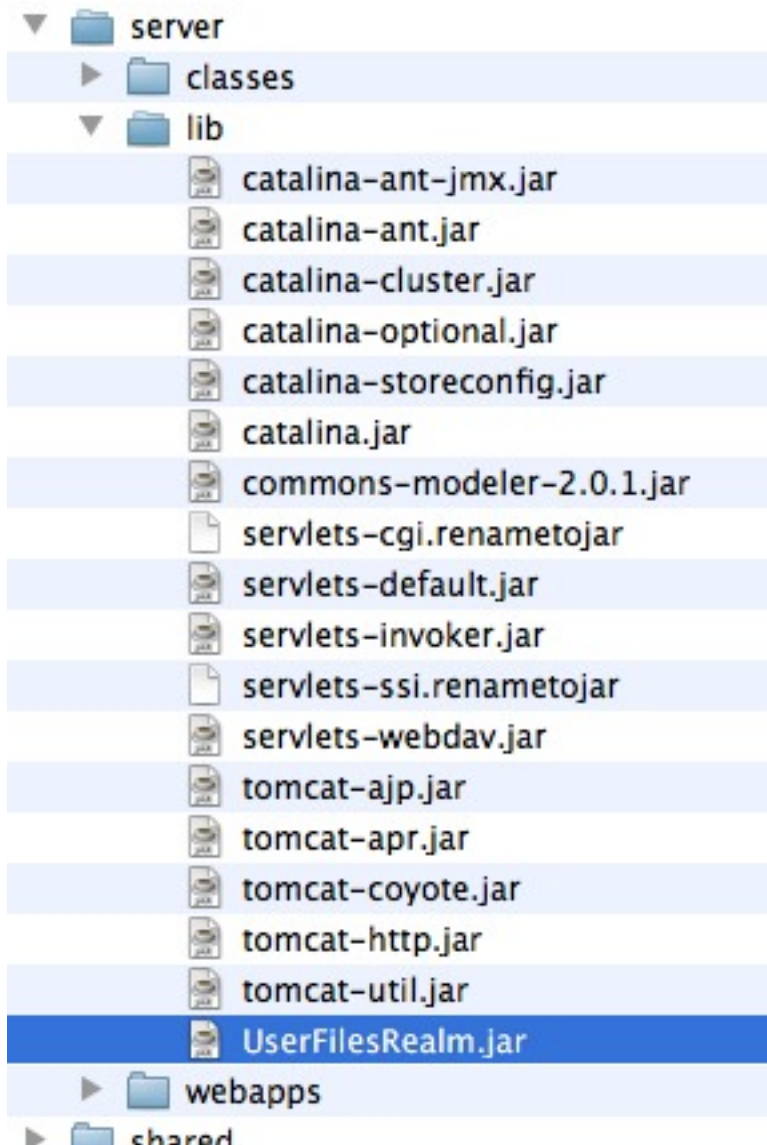 server
classes
lib
catalina-ant-jmx.jar
catalina-ant.jar
catalina-cluster.jar
catalina-optional.jar
catalina-storeconfig.jar
catalina.jar
commons-modeler-2.0.1.jar
servlets-cgi.renametojar
servlets-default.jar
servlets-invoker.jar
servlets-ssi.renametojar
servlets-webdav.jar
tomcat-ajp.jar
tomcat-apr.jar
tomcat-coyote.jar
tomcat-http.jar
tomcat-util.jar
UserFilesRealm.jar
webapps
shared